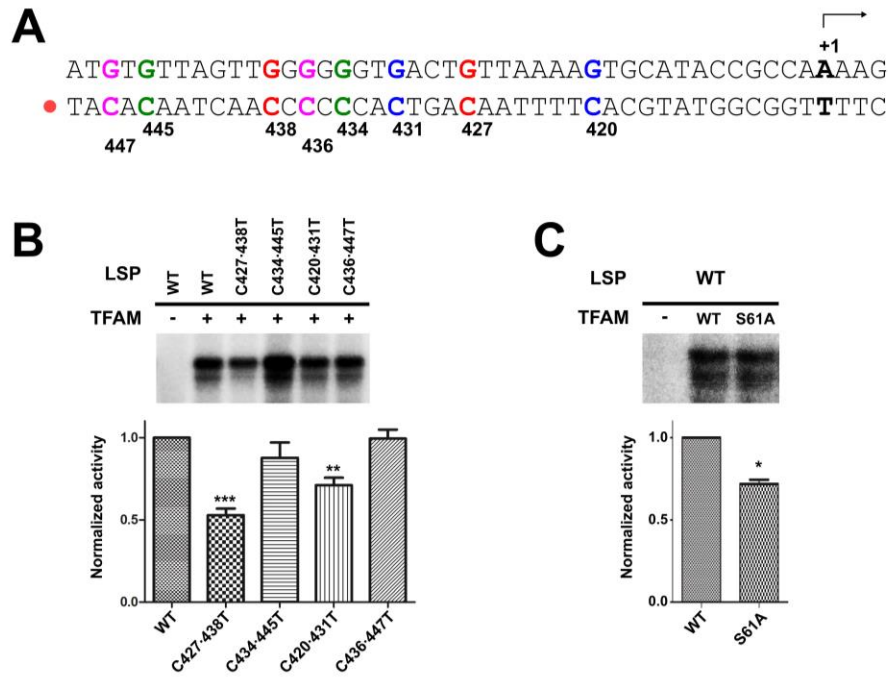 A
+1
ATGTGTTAGTTGGGGGGTGACTGTTAAAAGTGCATACCGCCAAAAG
TACACAATCAACCCCCCACTGACAATTTTCACGTATGGCGGTTTTC
445 438 434 431 427 420
447 436
B
LSP WT WT C427·438T C434·445T C420·431T C436·447T
TFAM - + + + + +
Normalized activity
1.0
0.5
0.0
*** **
WT C427·438T C434·445T C420·431T C436·447T
C
LSP WT
TFAM - WT S61A
Normalized activity
1.0
0.5
0.0
*
WT S61A